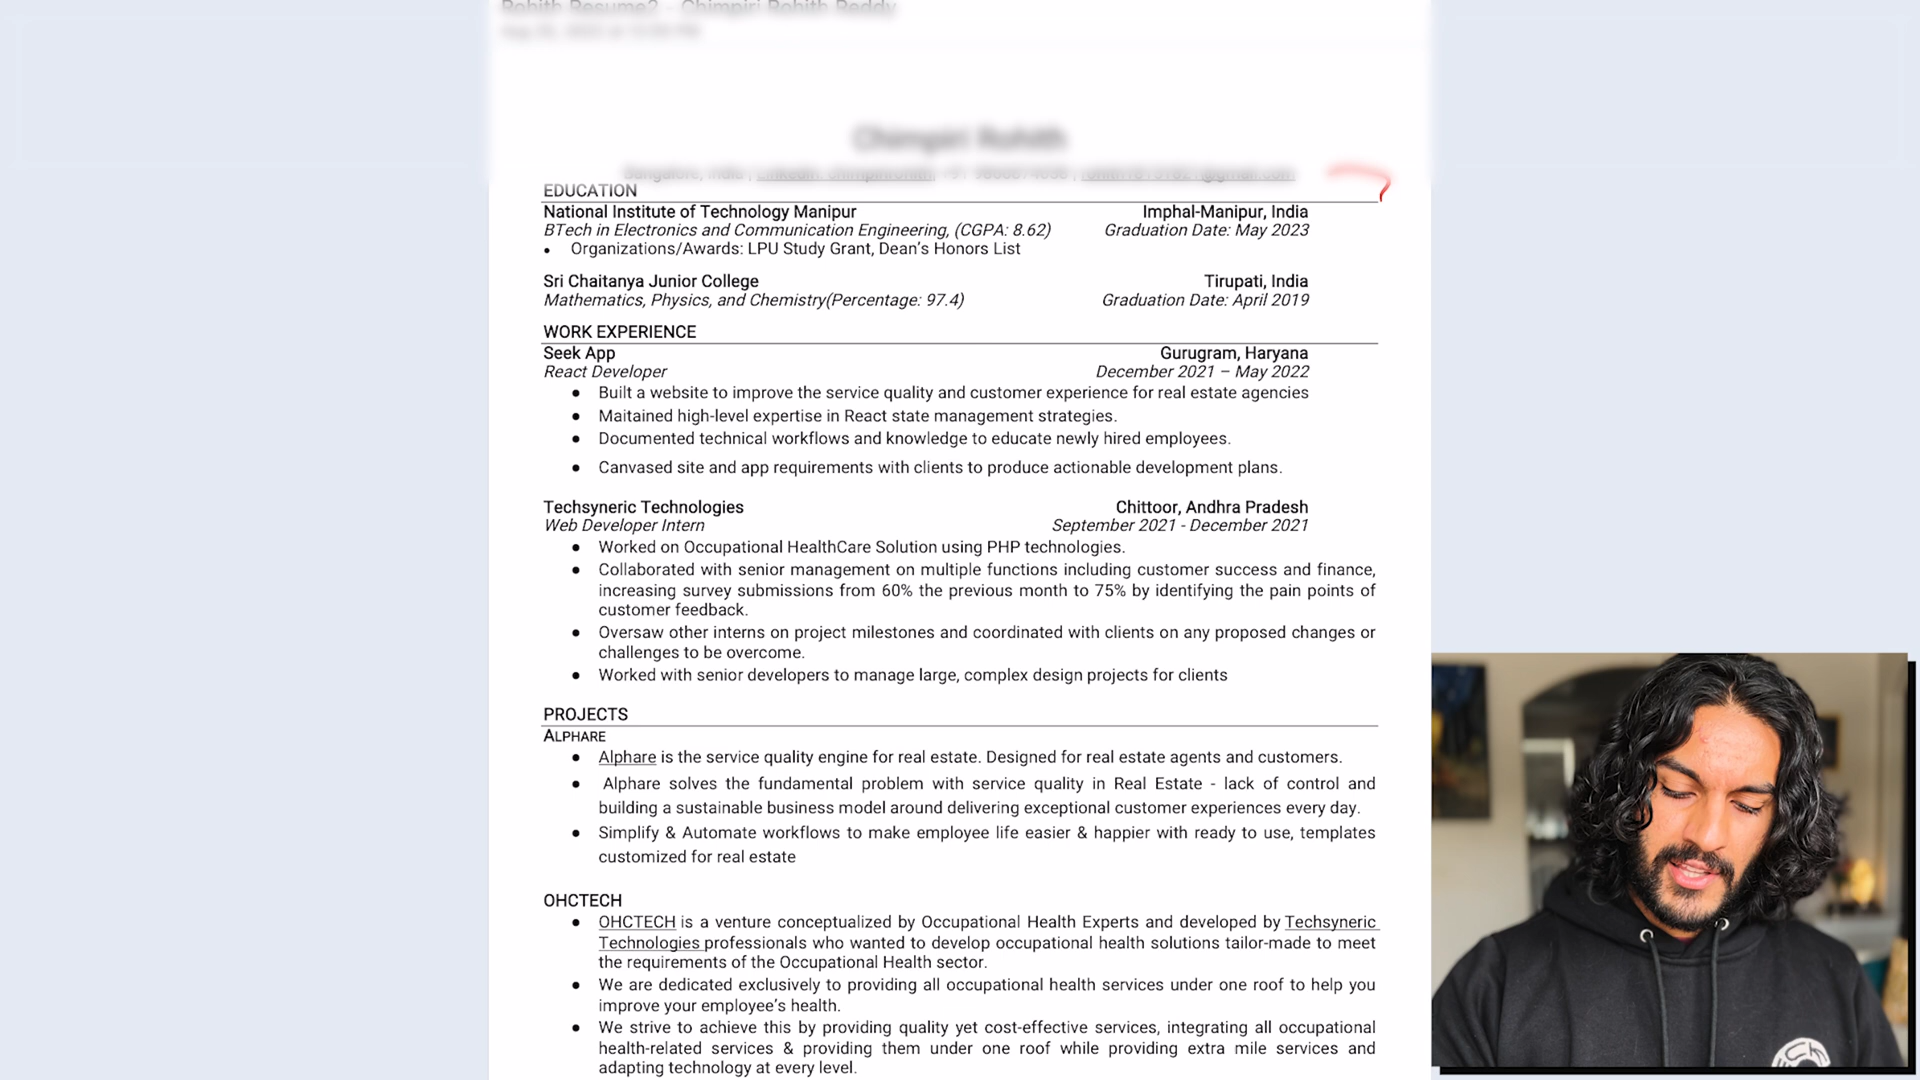 EDUCATION
National Institute of Technology Manipur Imphal-Manipur, India
BTech in Electronics and Communication Engineering, (CGPA: 8.62) Graduation Date: May 2023
• Organizations/Awards: LPU Study Grant, Dean's Honors List
Sri Chaitanya Junior College Tirupati, India
Mathematics, Physics, and Chemistry(Percentage: 97.4) Graduation Date: April 2019
WORK EXPERIENCE
Seek App Gurugram, Haryana
React Developer December 2021 – May 2022
• Built a website to improve the service quality and customer experience for real estate agencies
• Maitained high-level expertise in React state management strategies.
• Documented technical workflows and knowledge to educate newly hired employees.
• Canvased site and app requirements with clients to produce actionable development plans.
Techsyneric Technologies Chittoor, Andhra Pradesh
Web Developer Intern September 2021 - December 2021
• Worked on Occupational HealthCare Solution using PHP technologies.
• Collaborated with senior management on multiple functions including customer success and finance,
increasing survey submissions from 60% the previous month to 75% by identifying the pain points of
customer feedback.
• Oversaw other interns on project milestones and coordinated with clients on any proposed changes or
challenges to be overcome.
• Worked with senior developers to manage large, complex design projects for clients
PROJECTS
ALPHARE
• Alphare is the service quality engine for real estate. Designed for real estate agents and customers.
• Alphare solves the fundamental problem with service quality in Real Estate - lack of control and
building a sustainable business model around delivering exceptional customer experiences every day.
• Simplify & Automate workflows to make employee life easier & happier with ready to use, templates
customized for real estate
OHCTECH
• OHCTECH is a venture conceptualized by Occupational Health Experts and developed by Techsyneric
Technologies professionals who wanted to develop occupational health solutions tailor-made to meet
the requirements of the Occupational Health sector.
• We are dedicated exclusively to providing all occupational health services under one roof to help you
improve your employee's health.
• We strive to achieve this by providing quality yet cost-effective services, integrating all occupational
health-related services & providing them under one roof while providing extra mile services and
adapting technology at every level.